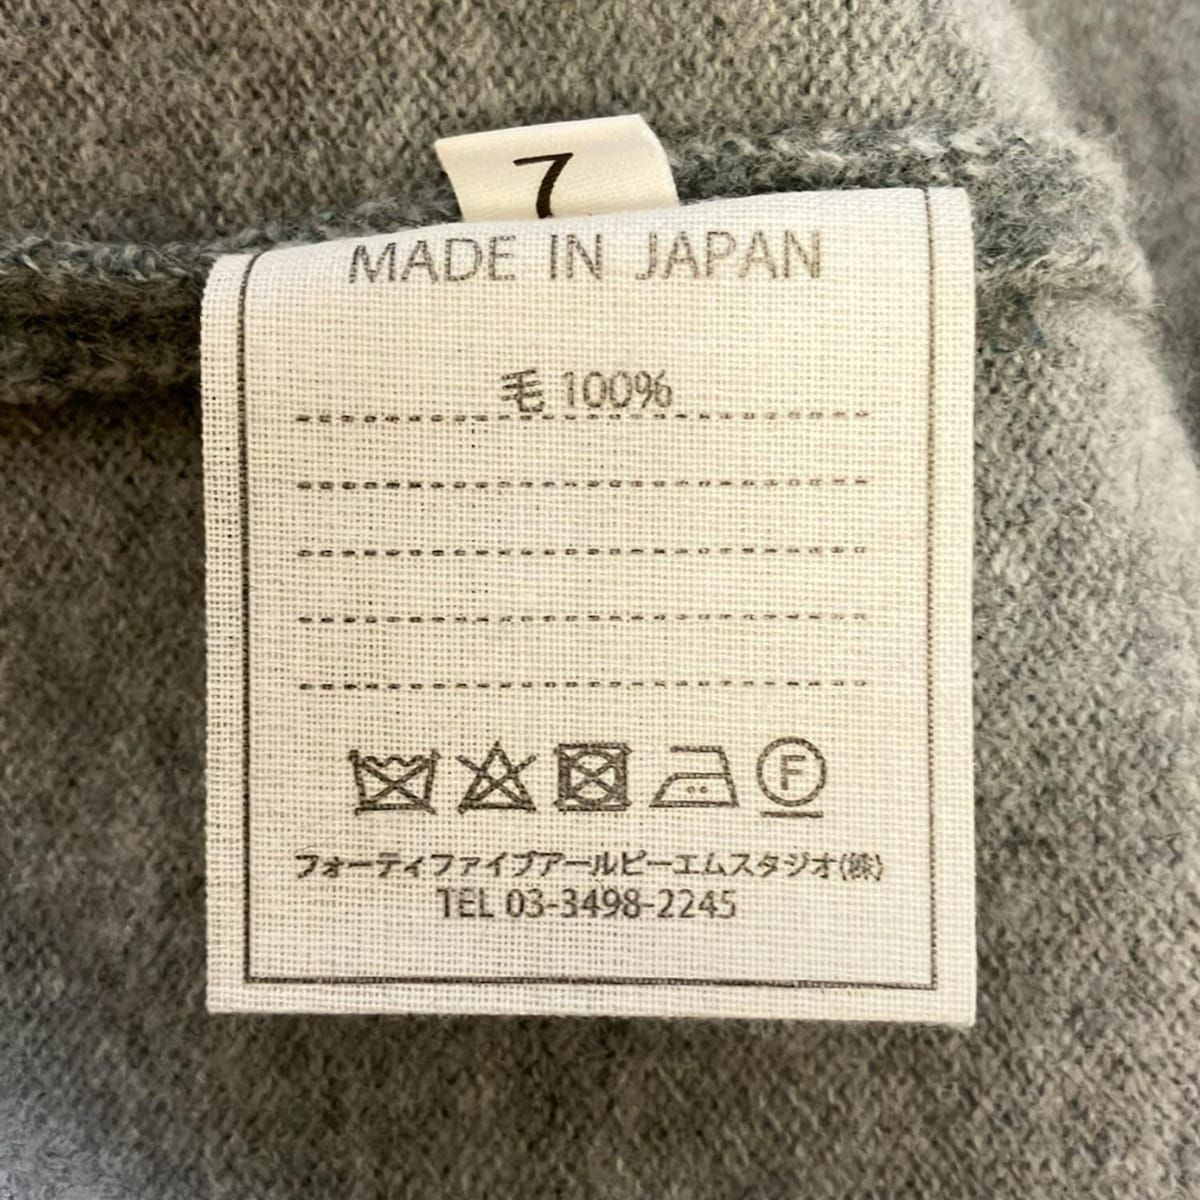 7
MADE IN JAPAN
毛 100%
F
フォーティファイブアールピーエムスタジオ(株)
TEL 03-3498-2245